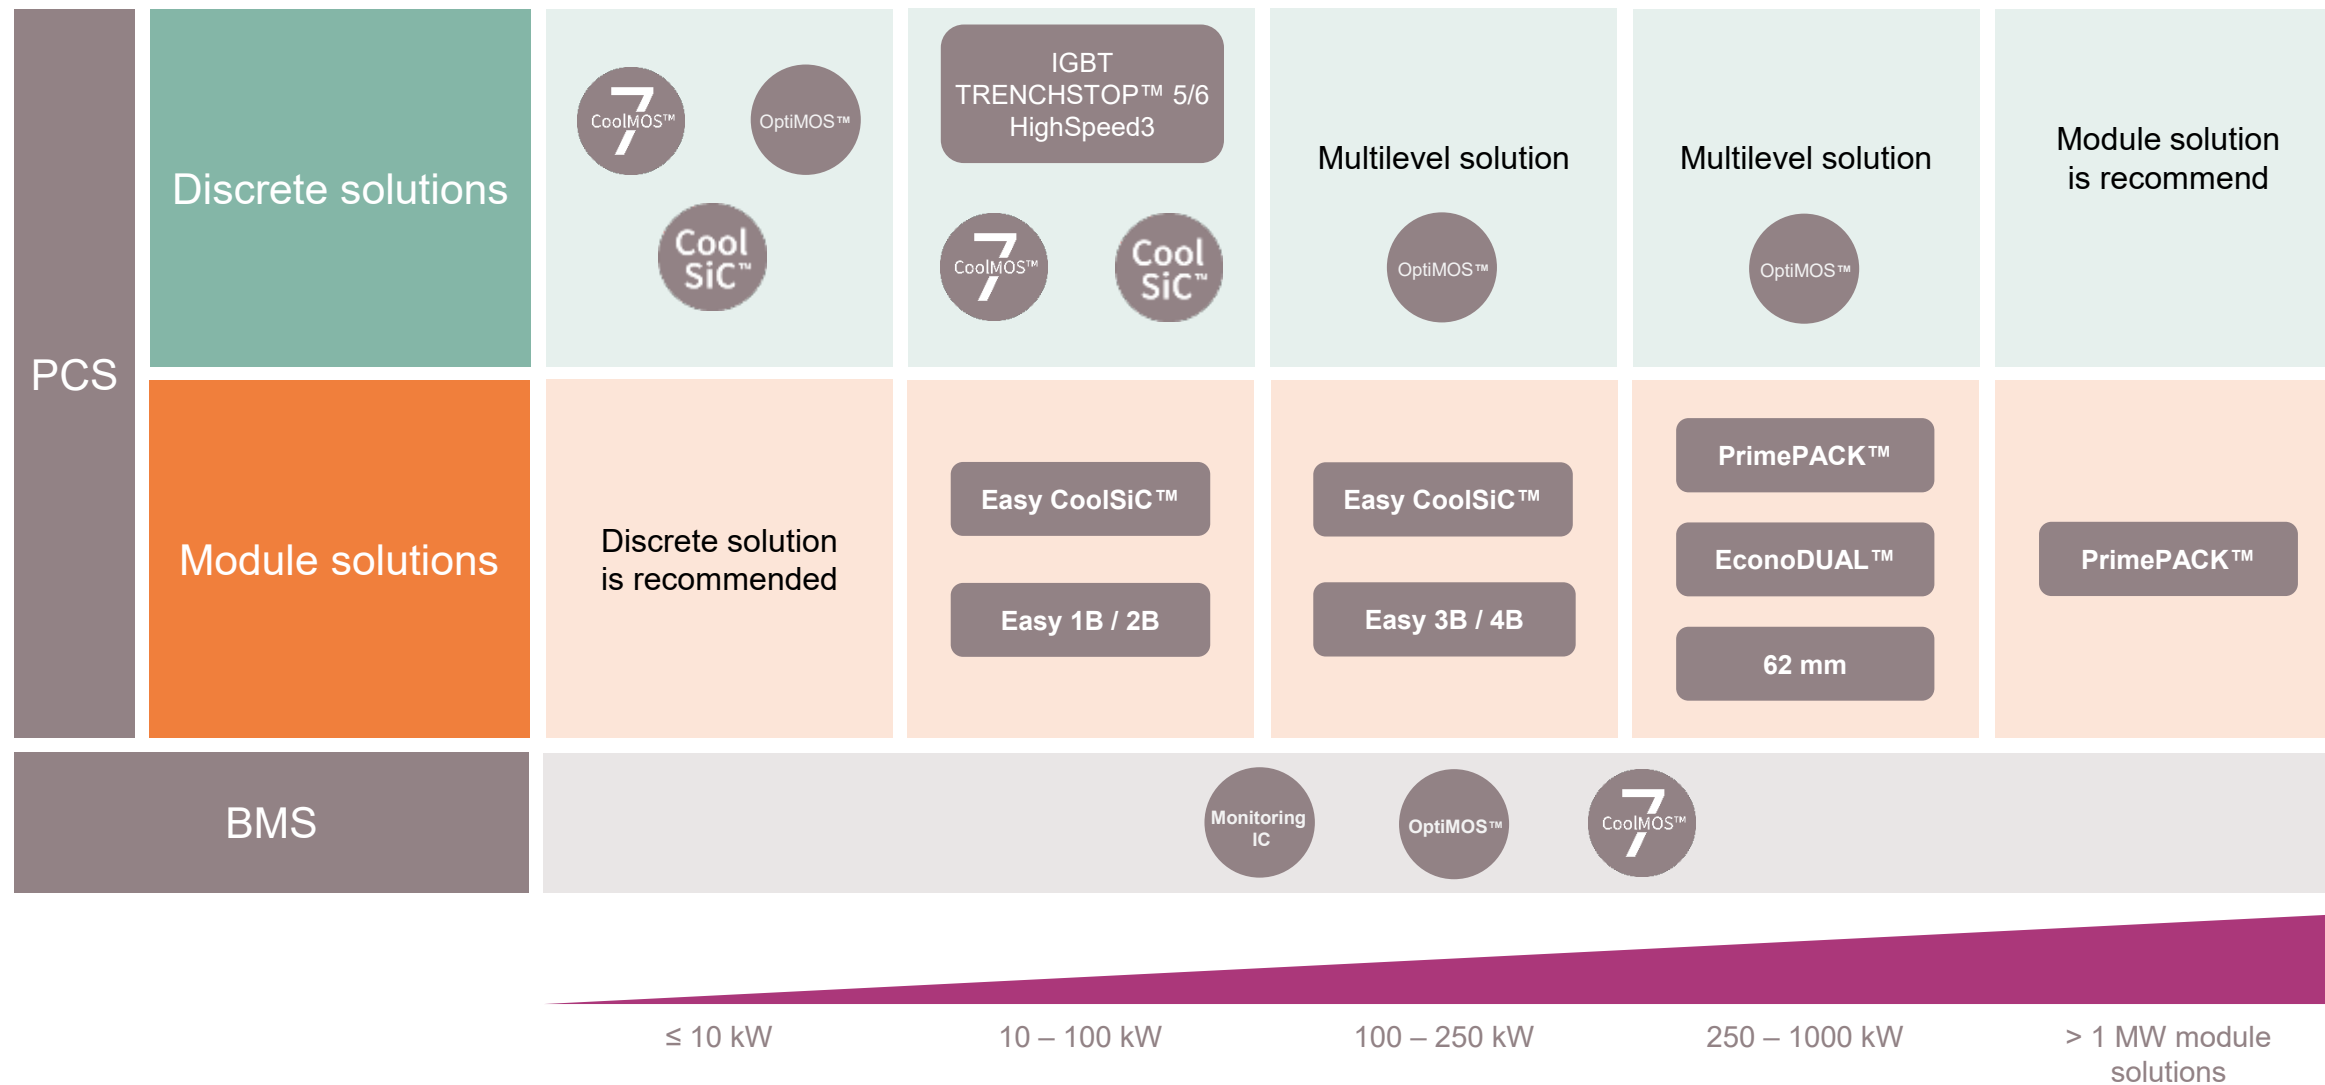 PCS
Discrete solutions
7
CoolMOS™
OptiMOS™
Cool
SiC™
IGBT
TRENCHSTOP™ 5/6
HighSpeed3
7
CoolMOS™
Cool
SiC™
Multilevel solution
OptiMOS™
Multilevel solution
OptiMOS™
Module solution
is recommend
Module solutions
Discrete solution
is recommended
Easy CoolSiC™
Easy 1B / 2B
Easy CoolSiC™
Easy 3B / 4B
PrimePACK™
EconoDUAL™
62 mm
PrimePACK™
BMS
Monitoring
IC
OptiMOS™
7
CoolMOS™
≤ 10 kW
10 – 100 kW
100 – 250 kW
250 – 1000 kW
> 1 MW module
solutions